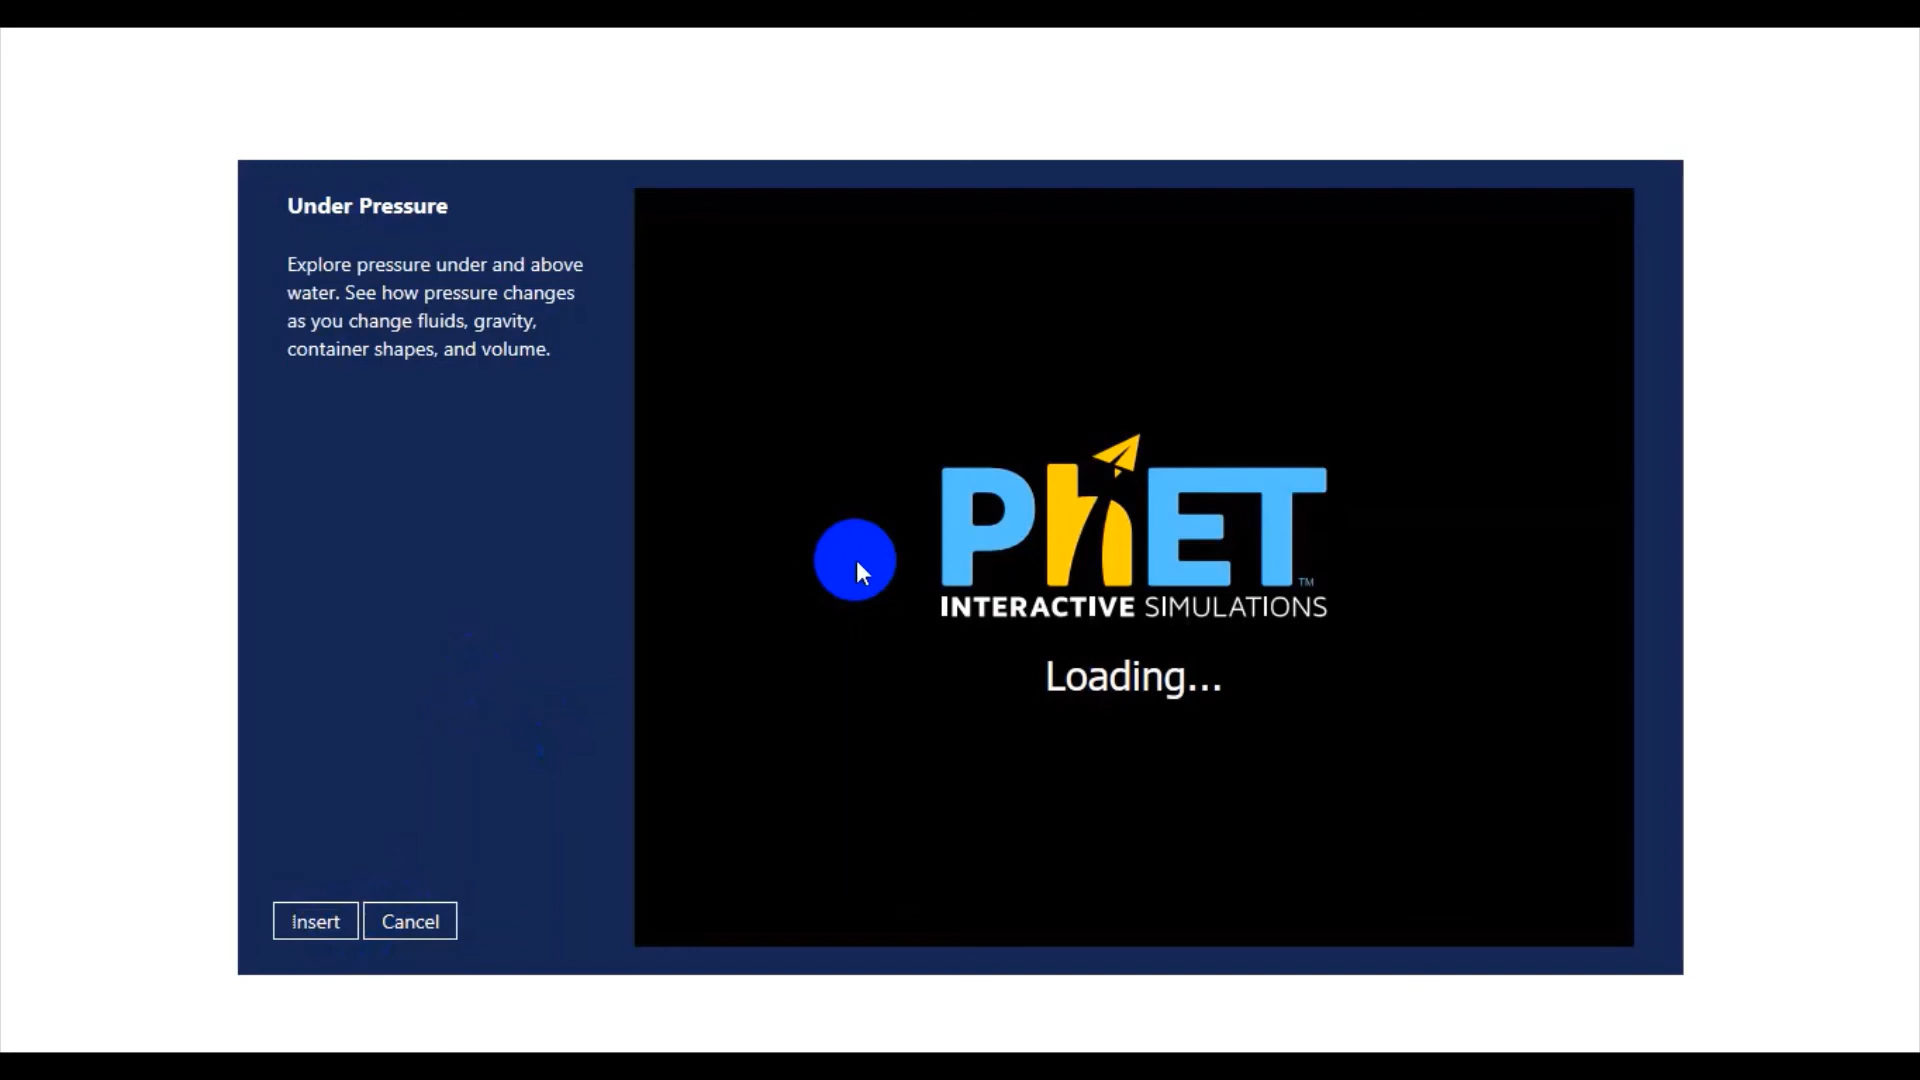 Under Pressure
Explore pressure under and above
water. See how pressure changes
as you change fluids, gravity,
container shapes, and volume.
PhET™
INTERACTIVE SIMULATIONS
Loading...
Insert
Cancel